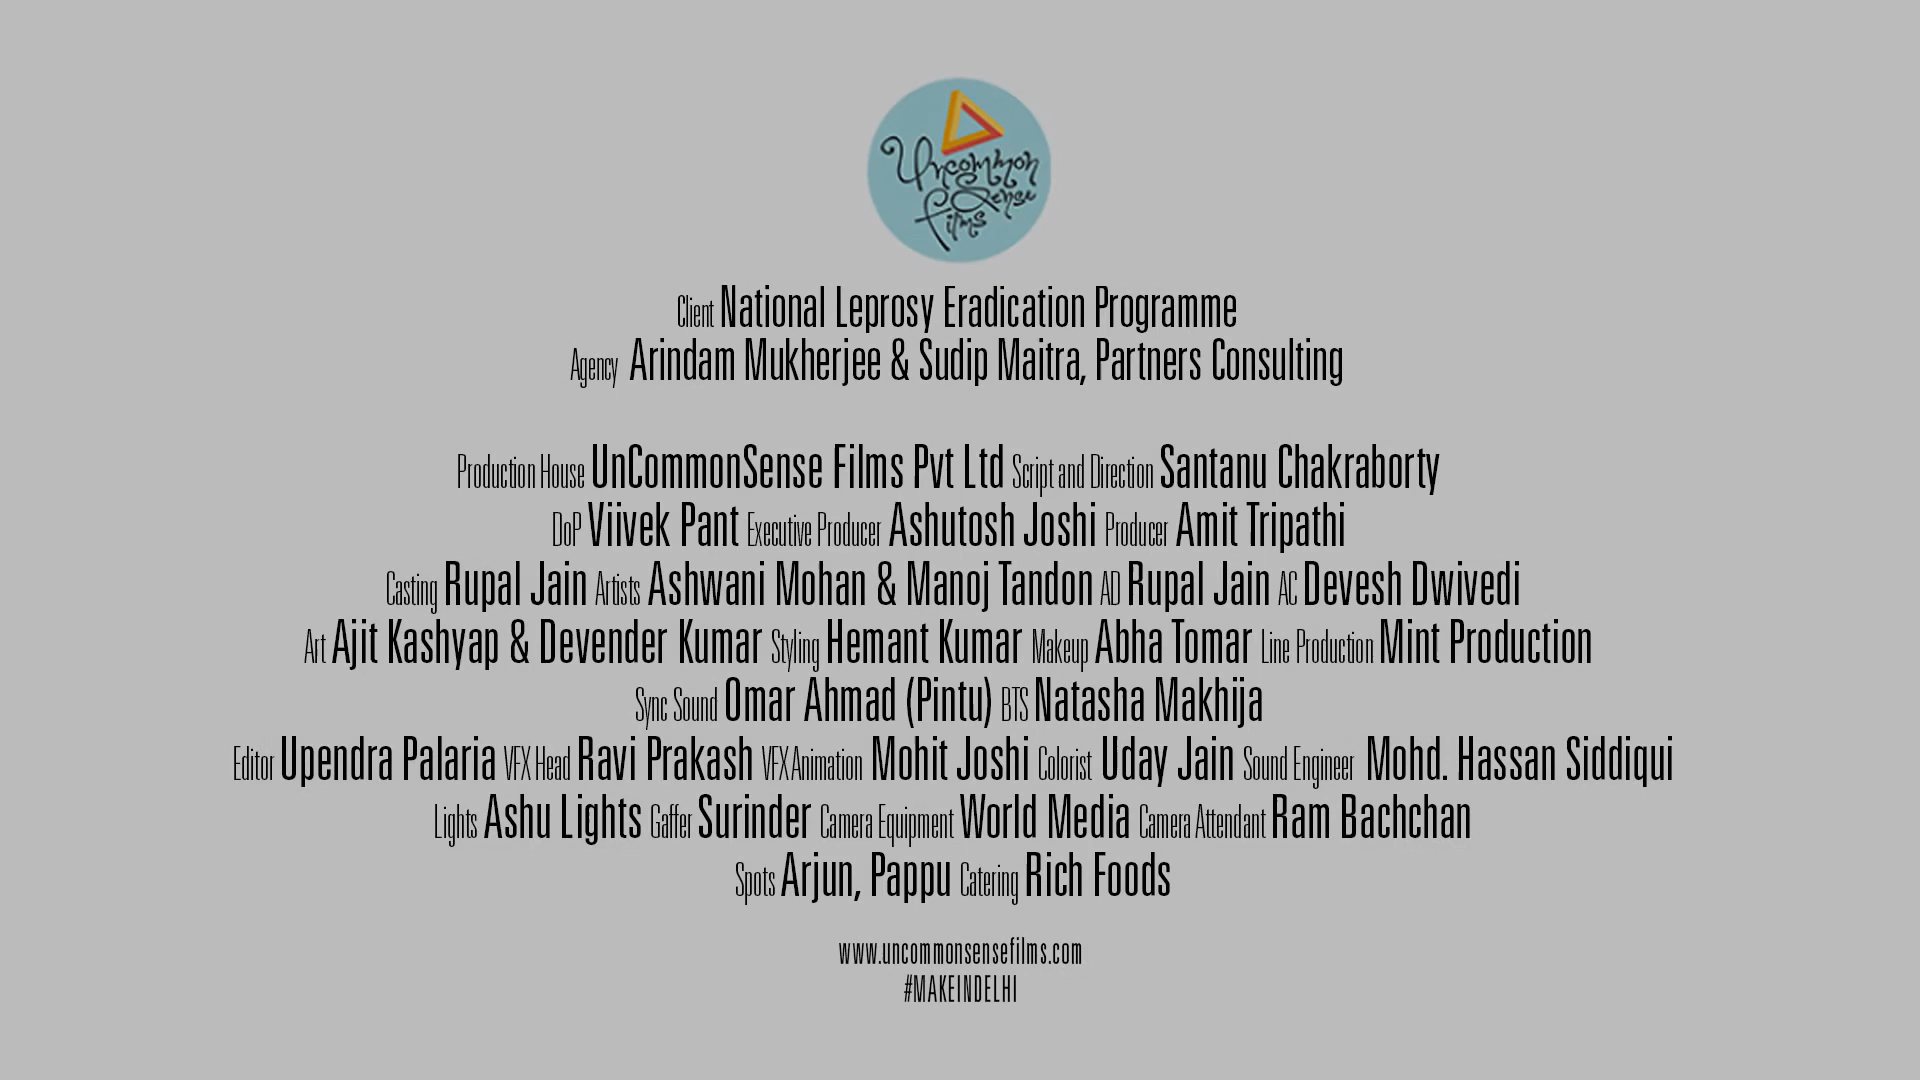 Uncommon
Sense
Films
Client National Leprosy Eradication Programme
Agency Arindam Mukherjee & Sudip Maitra, Partners Consulting
Production House UnCommonSense Films Pvt Ltd Script and Direction Santanu Chakraborty
DoP Viivek Pant Executive Producer Ashutosh Joshi Producer Amit Tripathi
Casting Rupal Jain Artists Ashwani Mohan & Manoj Tandon AD Rupal Jain AC Devesh Dwivedi
Art Ajit Kashyap & Devender Kumar Styling Hemant Kumar Makeup Abha Tomar Line Production Mint Production
Sync Sound Omar Ahmad (Pintu) BTS Natasha Makhija
Editor Upendra Palaria VFX Head Ravi Prakash VFX Animation Mohit Joshi Colorist Uday Jain Sound Engineer Mohd. Hassan Siddiqui
Lights Ashu Lights Gaffer Surinder Camera Equipment World Media Camera Attendant Ram Bachchan
Spots Arjun, Pappu Catering Rich Foods
www.uncommonsensefilms.com
#MAKEINDELHI